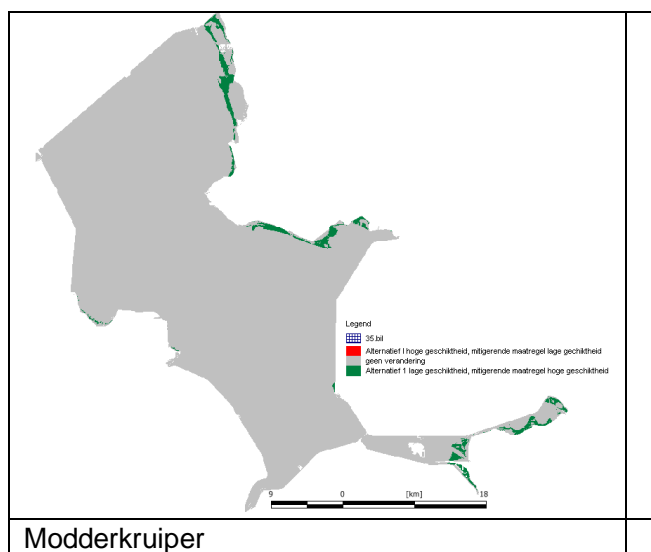 Legend
35.bil
Alternatief I hoge geschiktheid, mitigerende maatregel lage gechiktheid
geen verandering
Alternatief 1 lage geschiktheid, mitigerende maatregel hoge geschiktheid
9 0 [km] 18
Modderkruiper